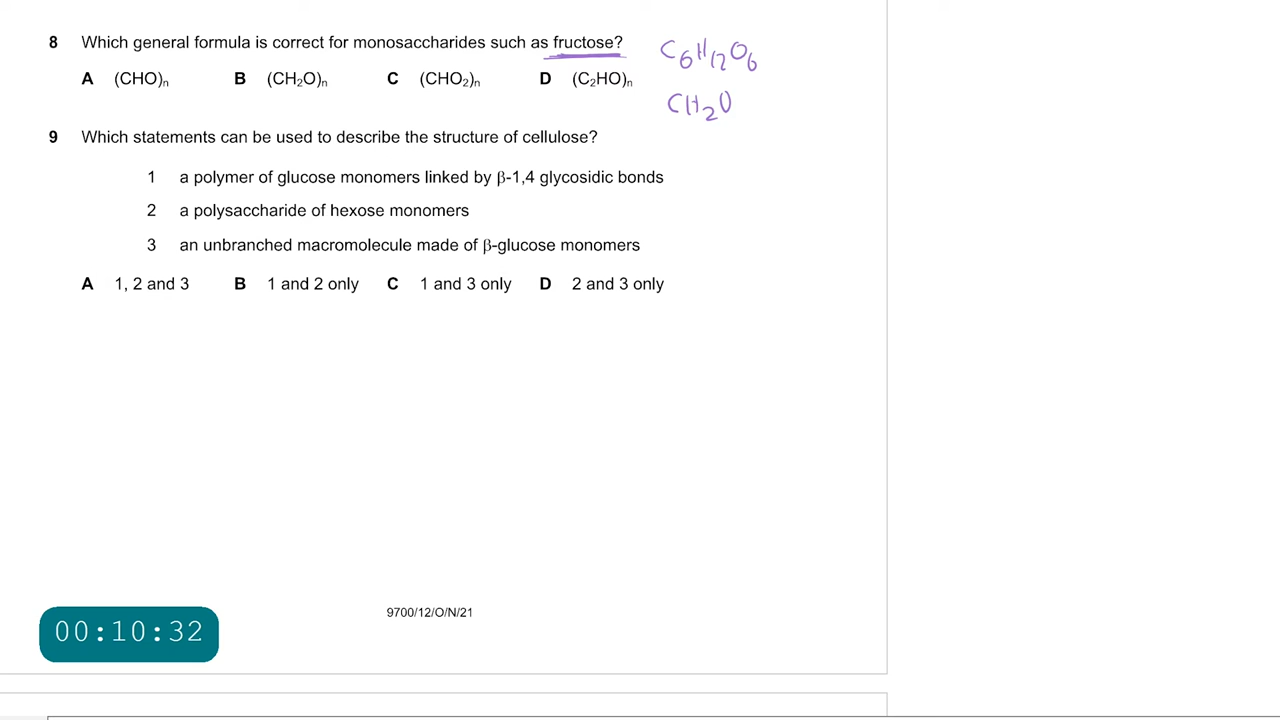 8 Which general formula is correct for monosaccharides such as fructose? C6H12O6
A (CHO)n B (CH2O)n C (CHO2)n D (C2HO)n
CH2O
9 Which statements can be used to describe the structure of cellulose?
1 a polymer of glucose monomers linked by β-1,4 glycosidic bonds
2 a polysaccharide of hexose monomers
3 an unbranched macromolecule made of β-glucose monomers
A 1, 2 and 3 B 1 and 2 only C 1 and 3 only D 2 and 3 only
9700/12/O/N/21
00:10:32